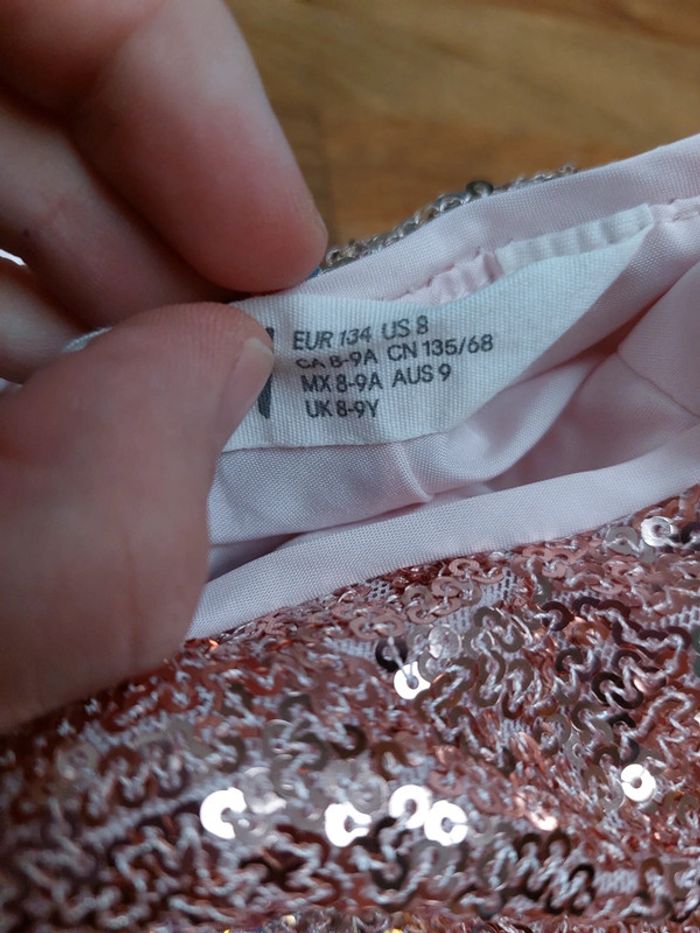 EUR 134 US 8
CA 8-9A CN 135/68
MX 8-9A AUS 9
UK 8-9Y